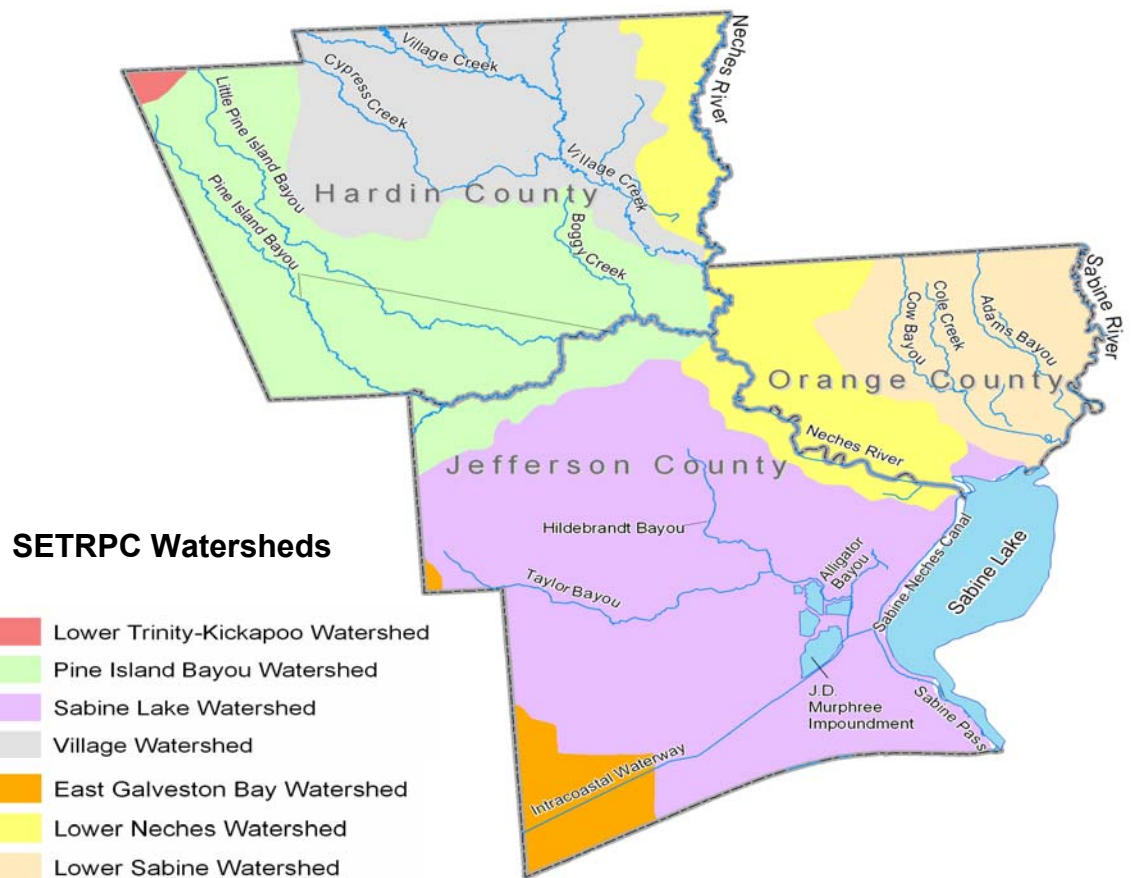 Neches River
Village Creek
Cypress Creek
Little Pine Island Bayou
Village Creek
Hardin County
Pine Island Bayou
Boggy Creek
Sabine River
Cow Bayou
Cole Creek
Adams Bayou
Orange County
Neches River
Jefferson County
Hildebrandt Bayou
Alligator
Bayou
Sabine Neches Canal
Sabine Lake
Taylor Bayou
J.D.
Murphree
Impoundment
Sabine Pass
Intracoastal Waterway
SETRPC Watersheds
Lower Trinity-Kickapoo Watershed
Pine Island Bayou Watershed
Sabine Lake Watershed
Village Watershed
East Galveston Bay Watershed
Lower Neches Watershed
Lower Sabine Watershed